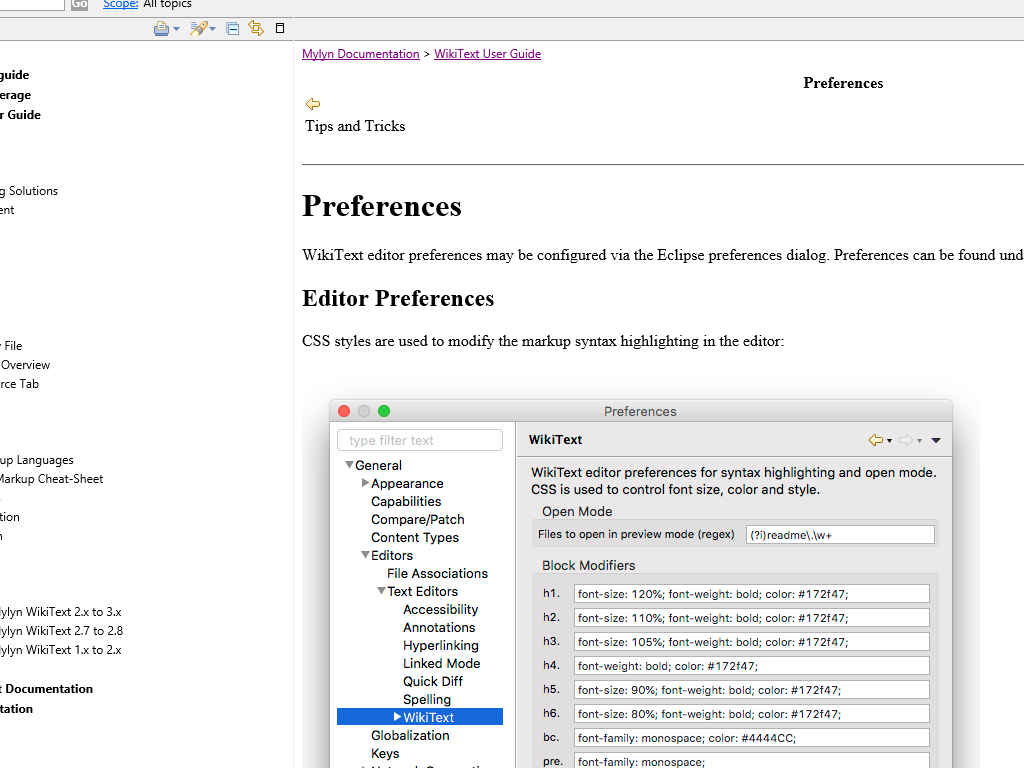 Go Scope: All topics
guide
erage
r Guide
g Solutions
ent
File
Overview
rce Tab
up Languages
Markup Cheat-Sheet
tion
n
ylyn WikiText 2.x to 3.x
ylyn WikiText 2.7 to 2.8
ylyn WikiText 1.x to 2.x
t Documentation
tation
Mylyn Documentation > WikiText User Guide
Preferences
Tips and Tricks
Preferences
WikiText editor preferences may be configured via the Eclipse preferences dialog. Preferences can be found und
Editor Preferences
CSS styles are used to modify the markup syntax highlighting in the editor:
Preferences
type filter text
General
Appearance
Capabilities
Compare/Patch
Content Types
Editors
File Associations
Text Editors
Accessibility
Annotations
Hyperlinking
Linked Mode
Quick Diff
Spelling
WikiText
Globalization
Keys
WikiText
WikiText editor preferences for syntax highlighting and open mode.
CSS is used to control font size, color and style.
Open Mode
Files to open in preview mode (regex) (?i)readme\.\w+
Block Modifiers
h1. font-size: 120%; font-weight: bold; color: #172f47;
h2. font-size: 110%; font-weight: bold; color: #172f47;
h3. font-size: 105%; font-weight: bold; color: #172f47;
h4. font-weight: bold; color: #172f47;
h5. font-size: 90%; font-weight: bold; color: #172f47;
h6. font-size: 80%; font-weight: bold; color: #172f47;
bc. font-family: monospace; color: #4444CC;
pre. font-family: monospace;